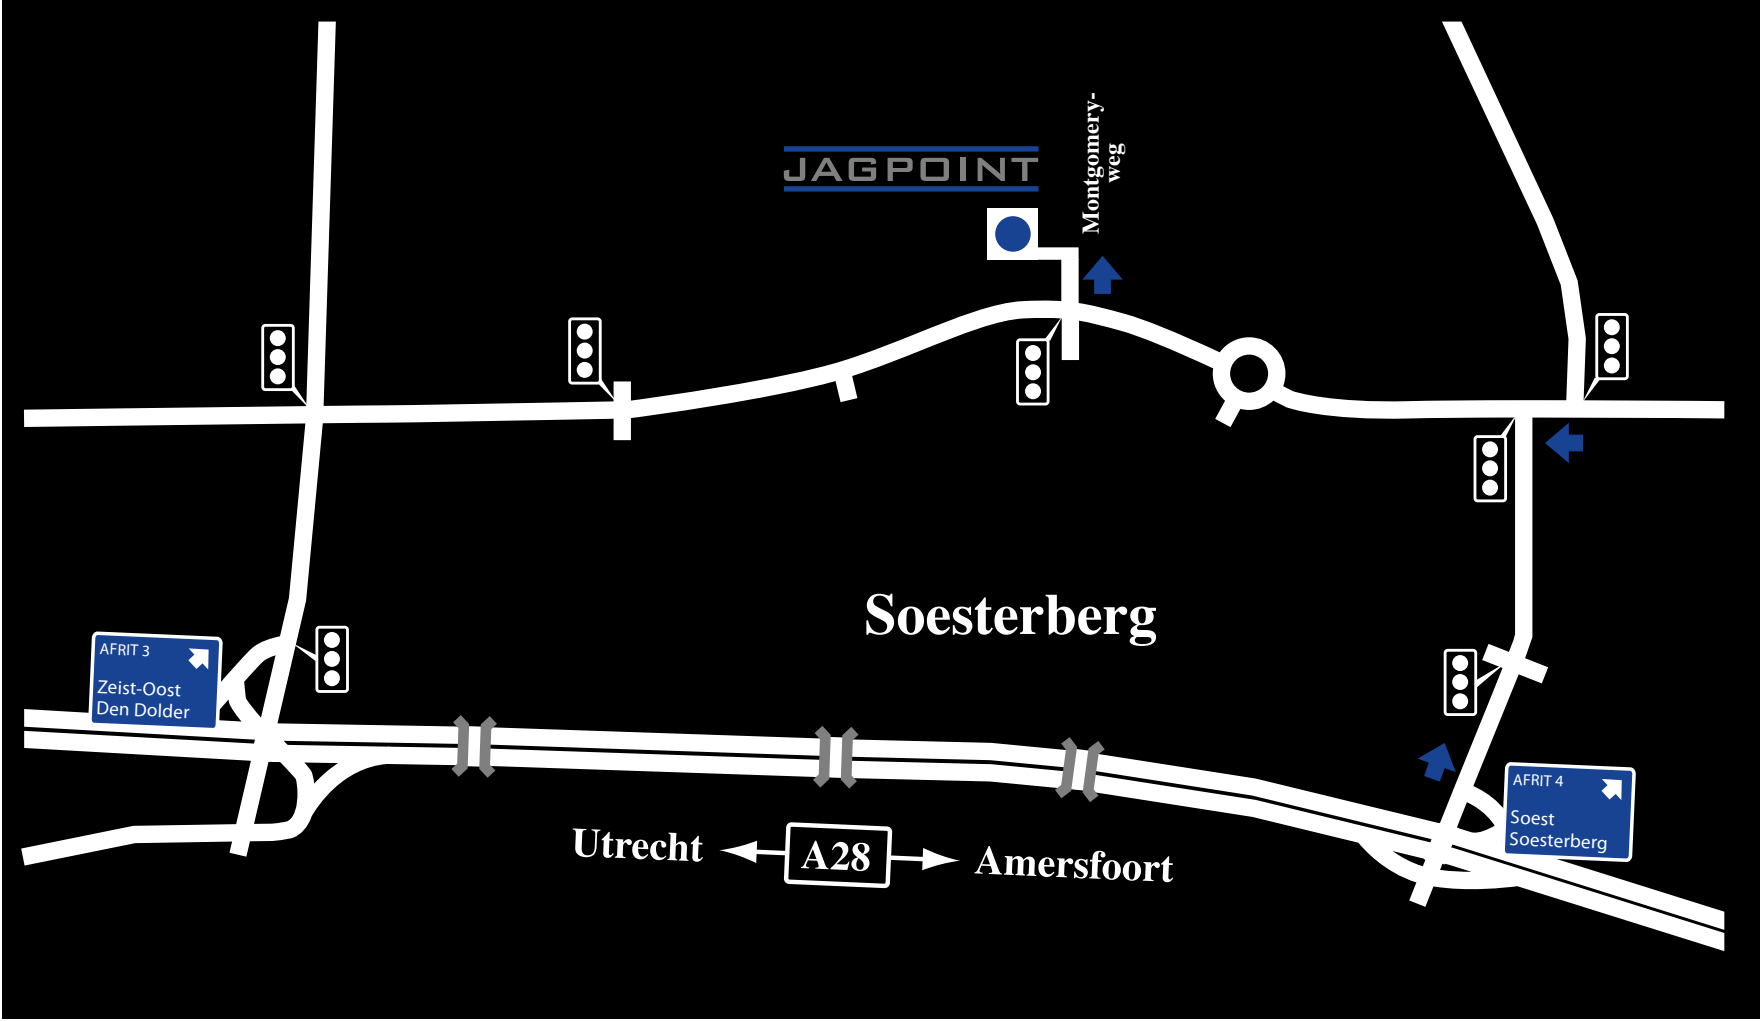 Montgomery-
weg
JAGPOINT
Soesterberg
AFRIT 3
Zeist-Oost
Den Dolder
AFRIT 4
Soest
Soesterberg
Utrecht
A28
Amersfoort